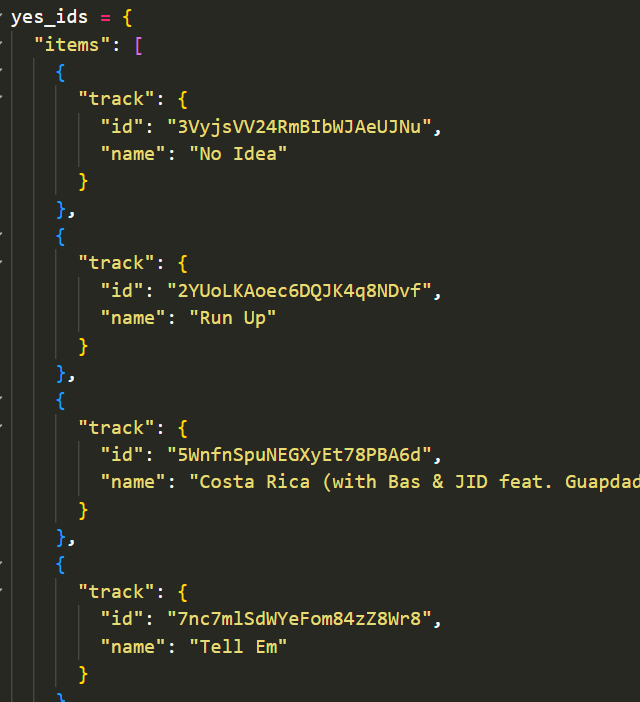 yes_ids = {
"items": [
{
"track": {
"id": "3VyjsVV24RmBIbWJAeUJNu",
"name": "No Idea"
}
},
{
"track": {
"id": "2YUoLKAoec6DQJK4q8NDvf",
"name": "Run Up"
}
},
{
"track": {
"id": "5WnfnSpuNEGXyEt78PBA6d",
"name": "Costa Rica (with Bas & JID feat. Guapdad
}
},
{
"track": {
"id": "7nc7mlSdWYeFom84zZ8Wr8",
"name": "Tell Em"
}
}